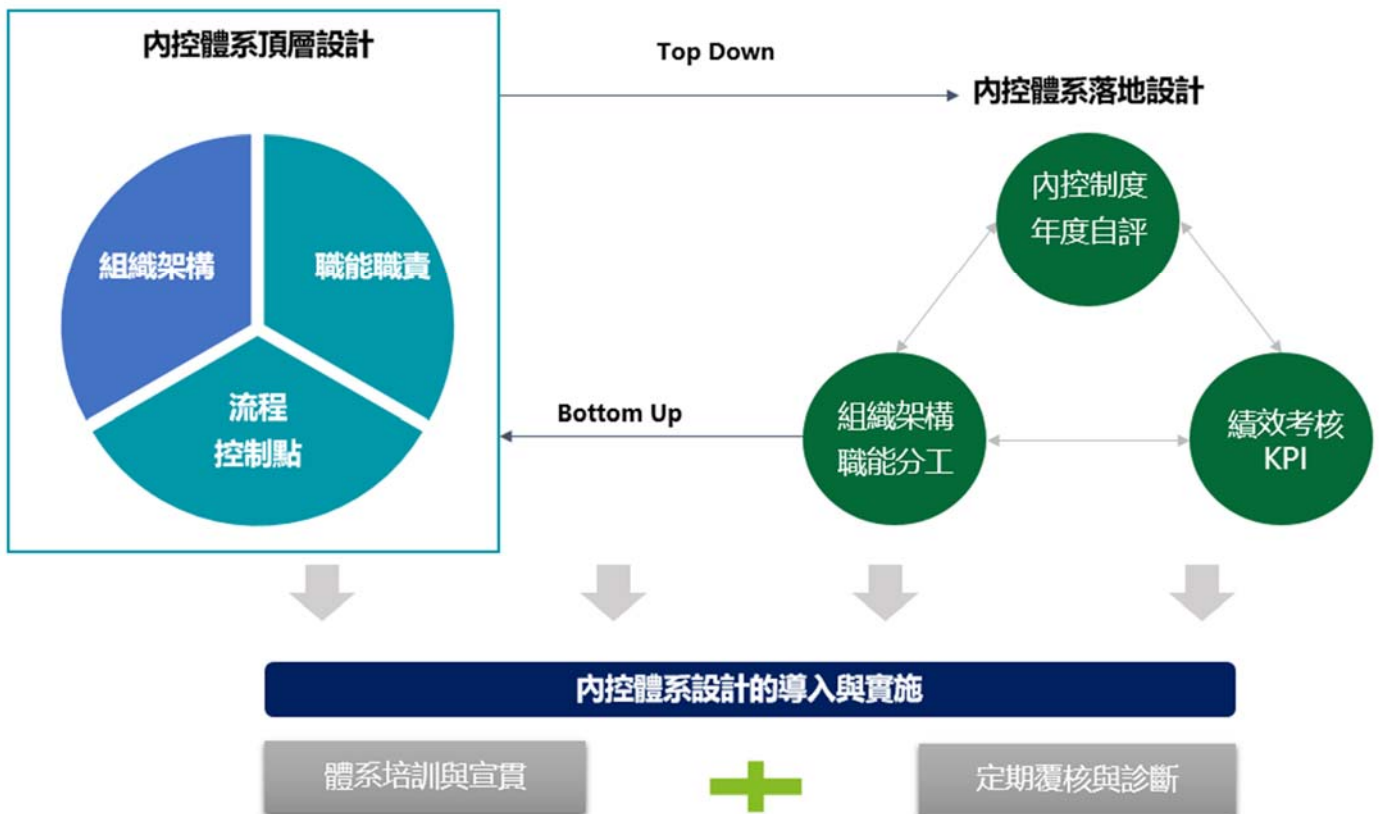 內控體系頂層設計
Top Down
內控體系落地設計
內控制度
年度自評
組織架構
職能職責
流程
控制點
Bottom Up
組織架構
職能分工
績效考核
KPI
內控體系設計的導入與實施
體系培訓與宣貫
定期覆核與診斷